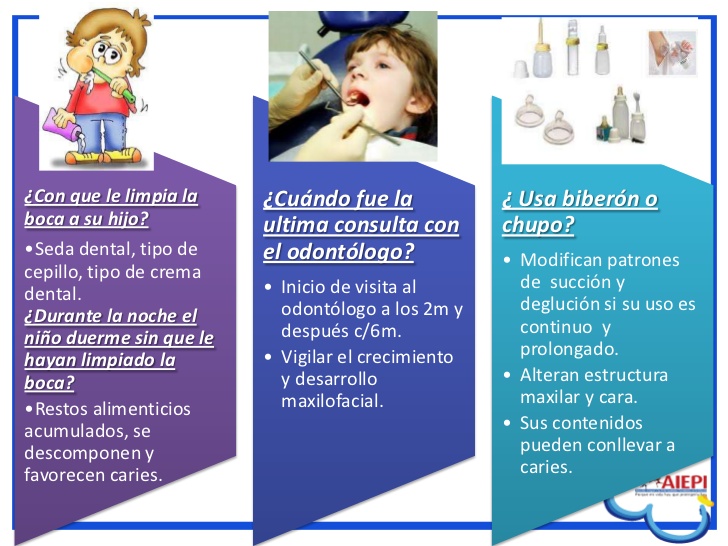 ¿Con que le limpia la
boca a su hijo?
•Seda dental, tipo de
cepillo, tipo de crema
dental.
¿Durante la noche el
niño duerme sin que le
hayan limpiado la
boca?
•Restos alimenticios
acumulados, se
descomponen y
favorecen caries.
¿Cuándo fue la
ultima consulta con
el odontólogo?
• Inicio de visita al
odontólogo a los 2m y
después c/6m.
• Vigilar el crecimiento
y desarrollo
maxilofacial.
¿ Usa biberón o
chupo?
• Modifican patrones
de succión y
deglución si su uso es
continuo y
prolongado.
• Alteran estructura
maxilar y cara.
• Sus contenidos
pueden conllevar a
caries.
AIEPI